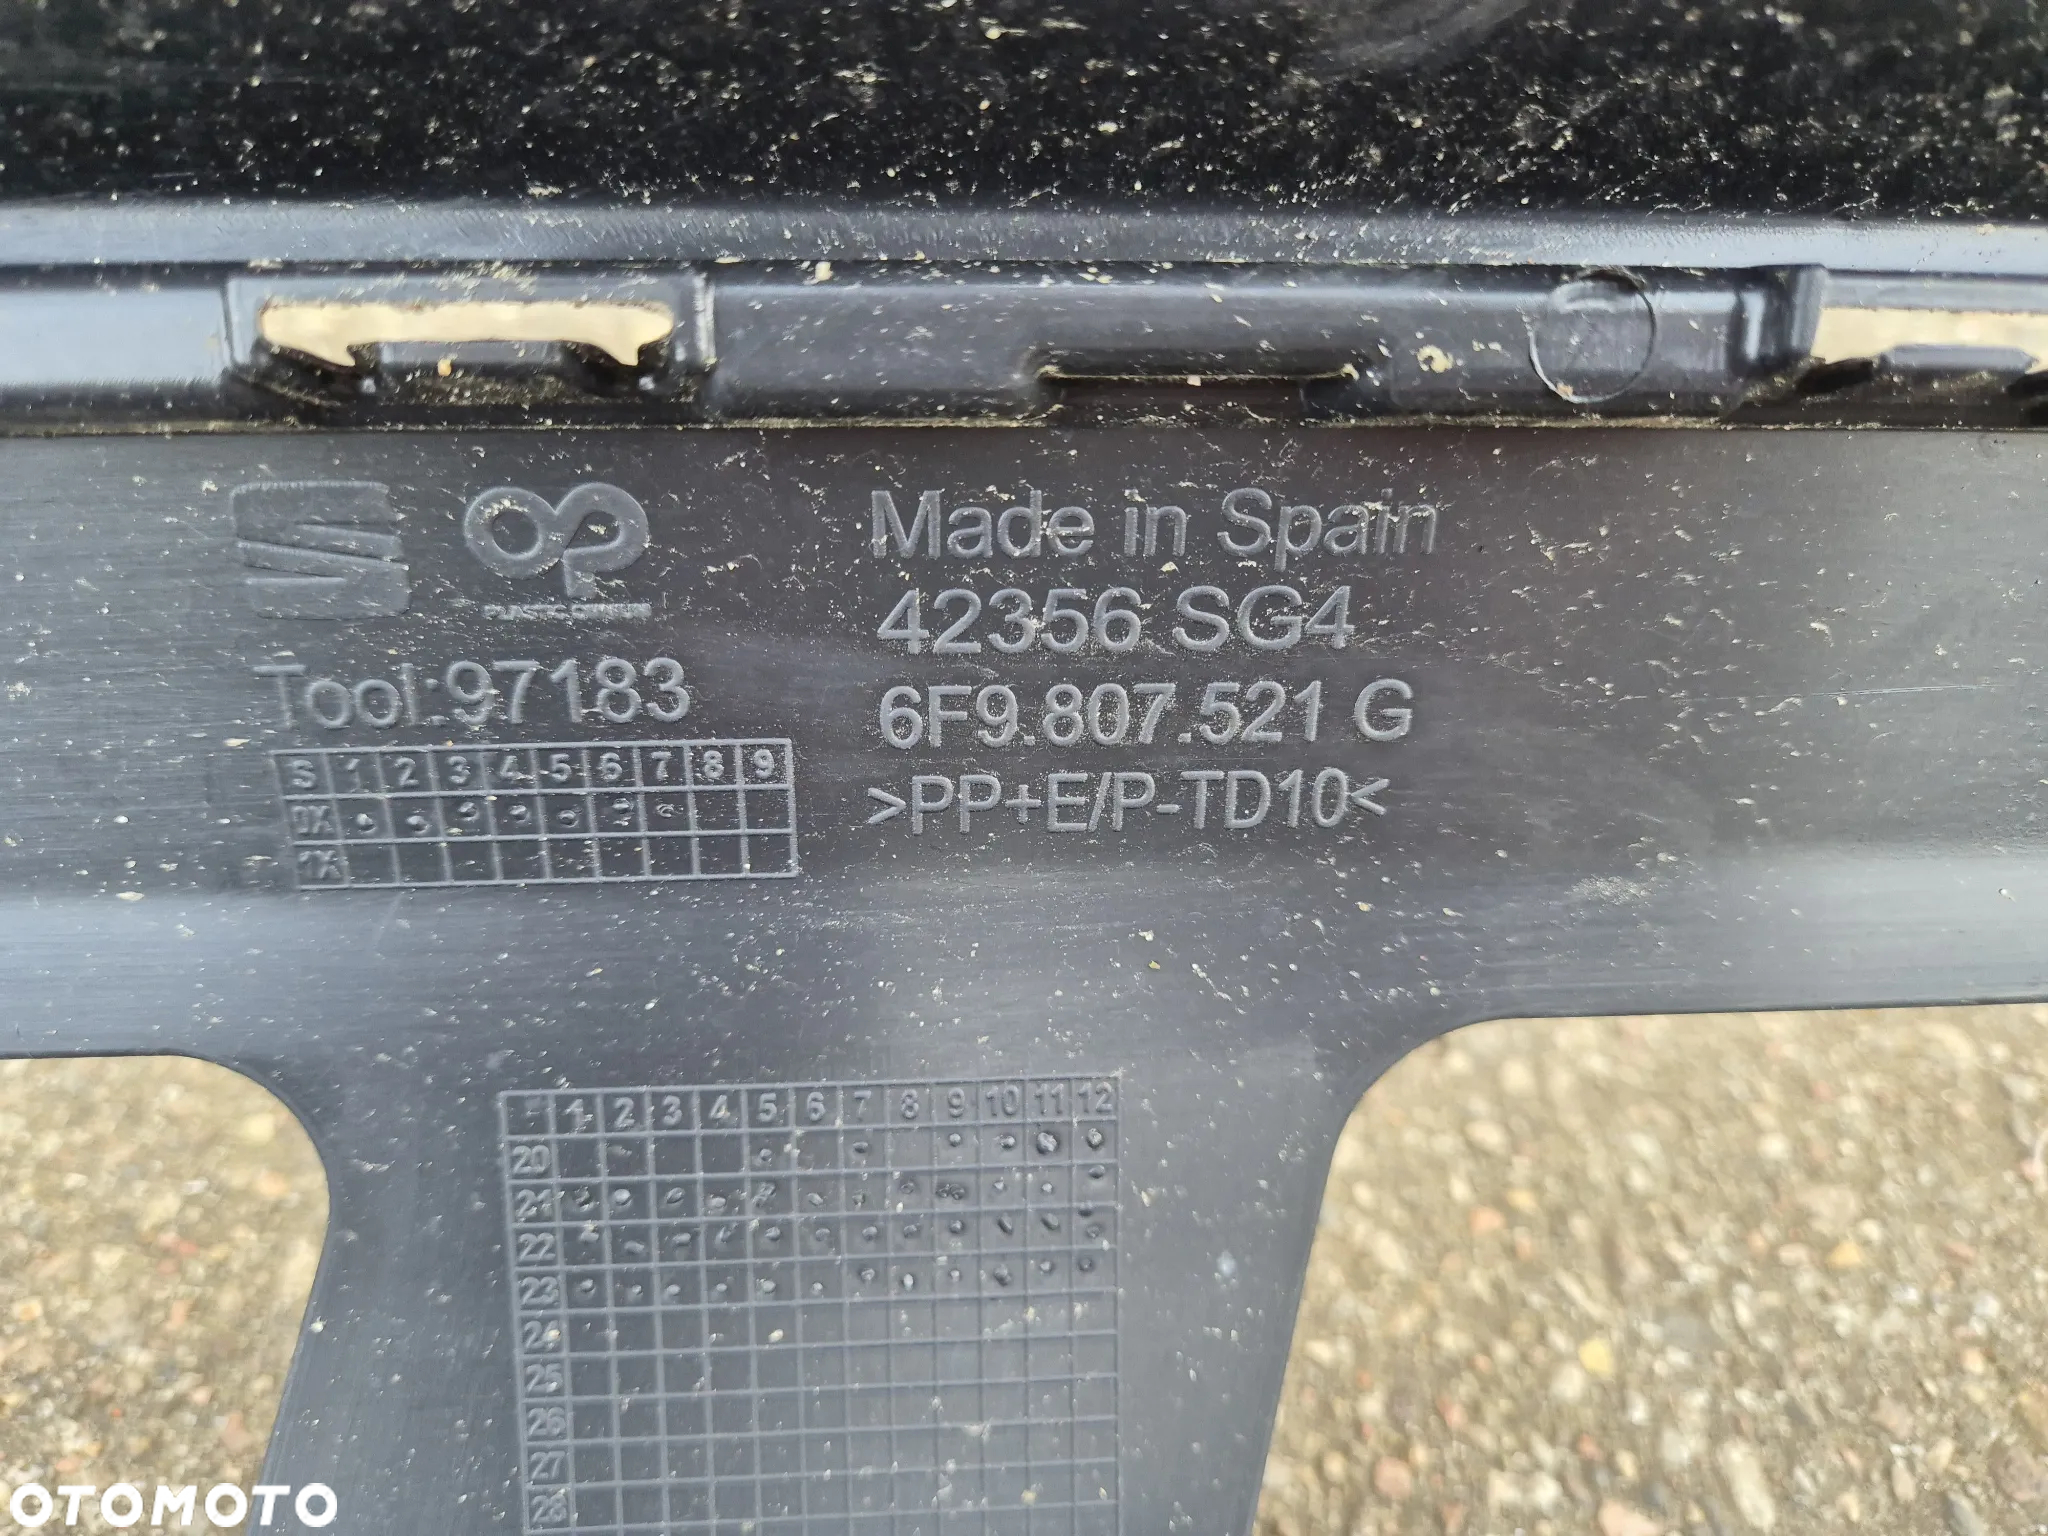 Made in Spain
42356 SG4
6F9.807.521 G
>PP+E/P-TD10<
PLASTIC OMNIUM
Tool:97183
S 1 2 3 4 5 6 7 8 9
0X
1X
1 2 3 4 5 6 7 8 9 10 11 12
20
21
22
23
24
25
26
27
28
OTOMOTO